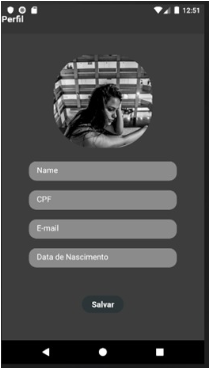 12:51
Perfil
Name
CPF
E-mail
Data de Nascimento
Salvar